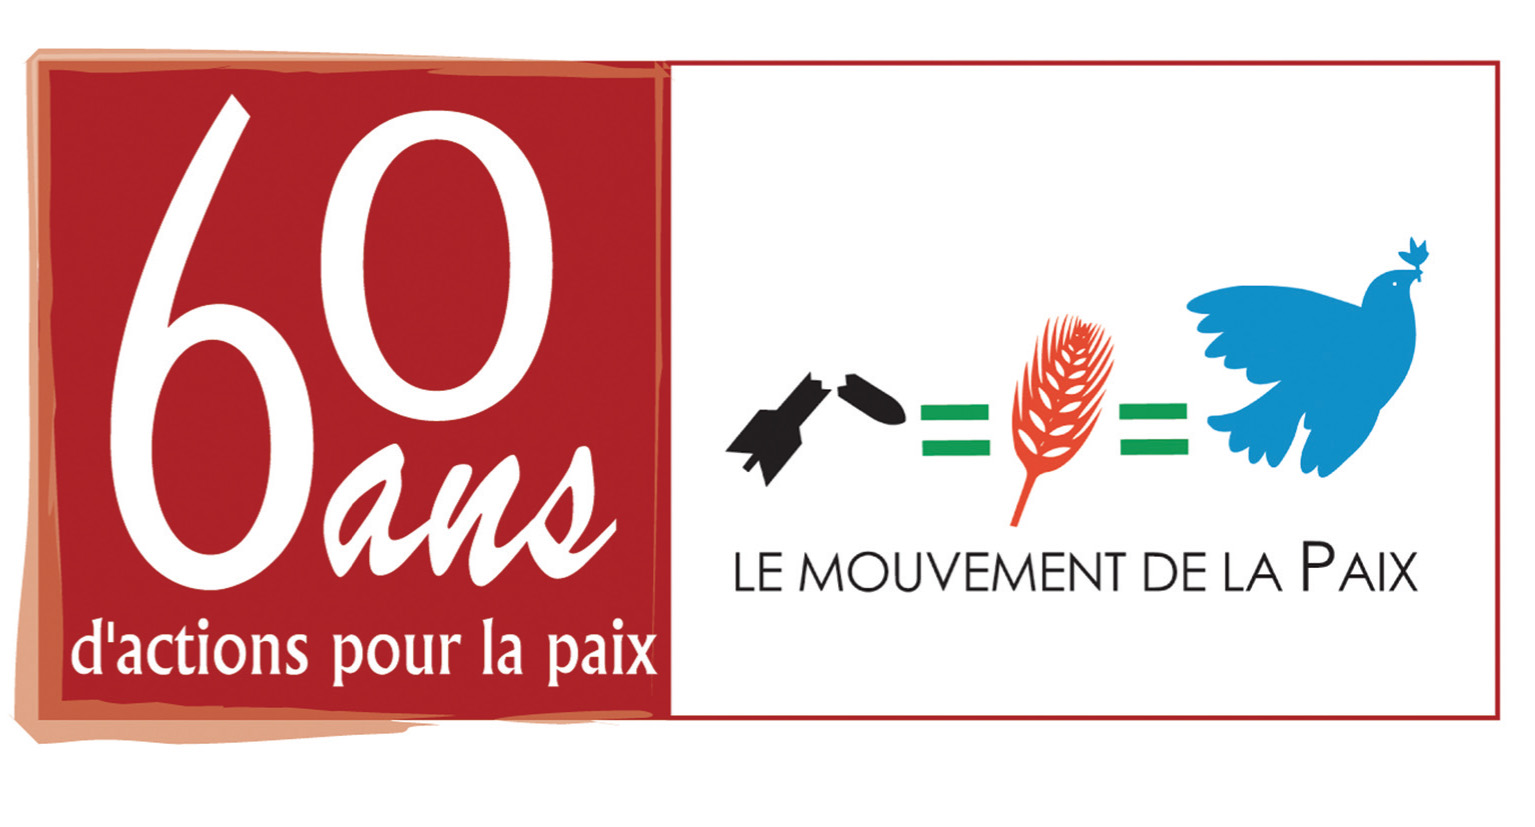 60
ans
d'actions pour la paix
LE MOUVEMENT DE LA PAIX